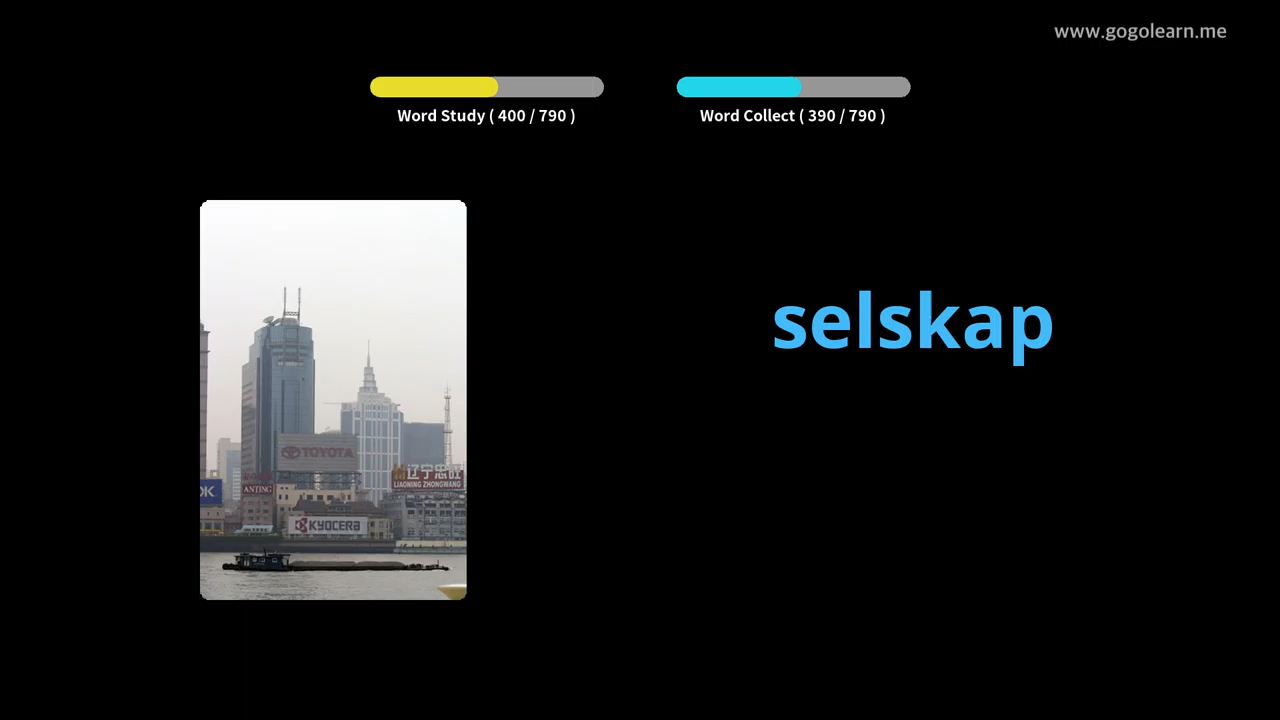 www.gogolearn.me
Word Study ( 400 / 790 )
Word Collect ( 390 / 790 )
selskap
TOYOTA
辽宁忠旺
LIAONING ZHONGWANG
ANTING
OK
KYOCERA